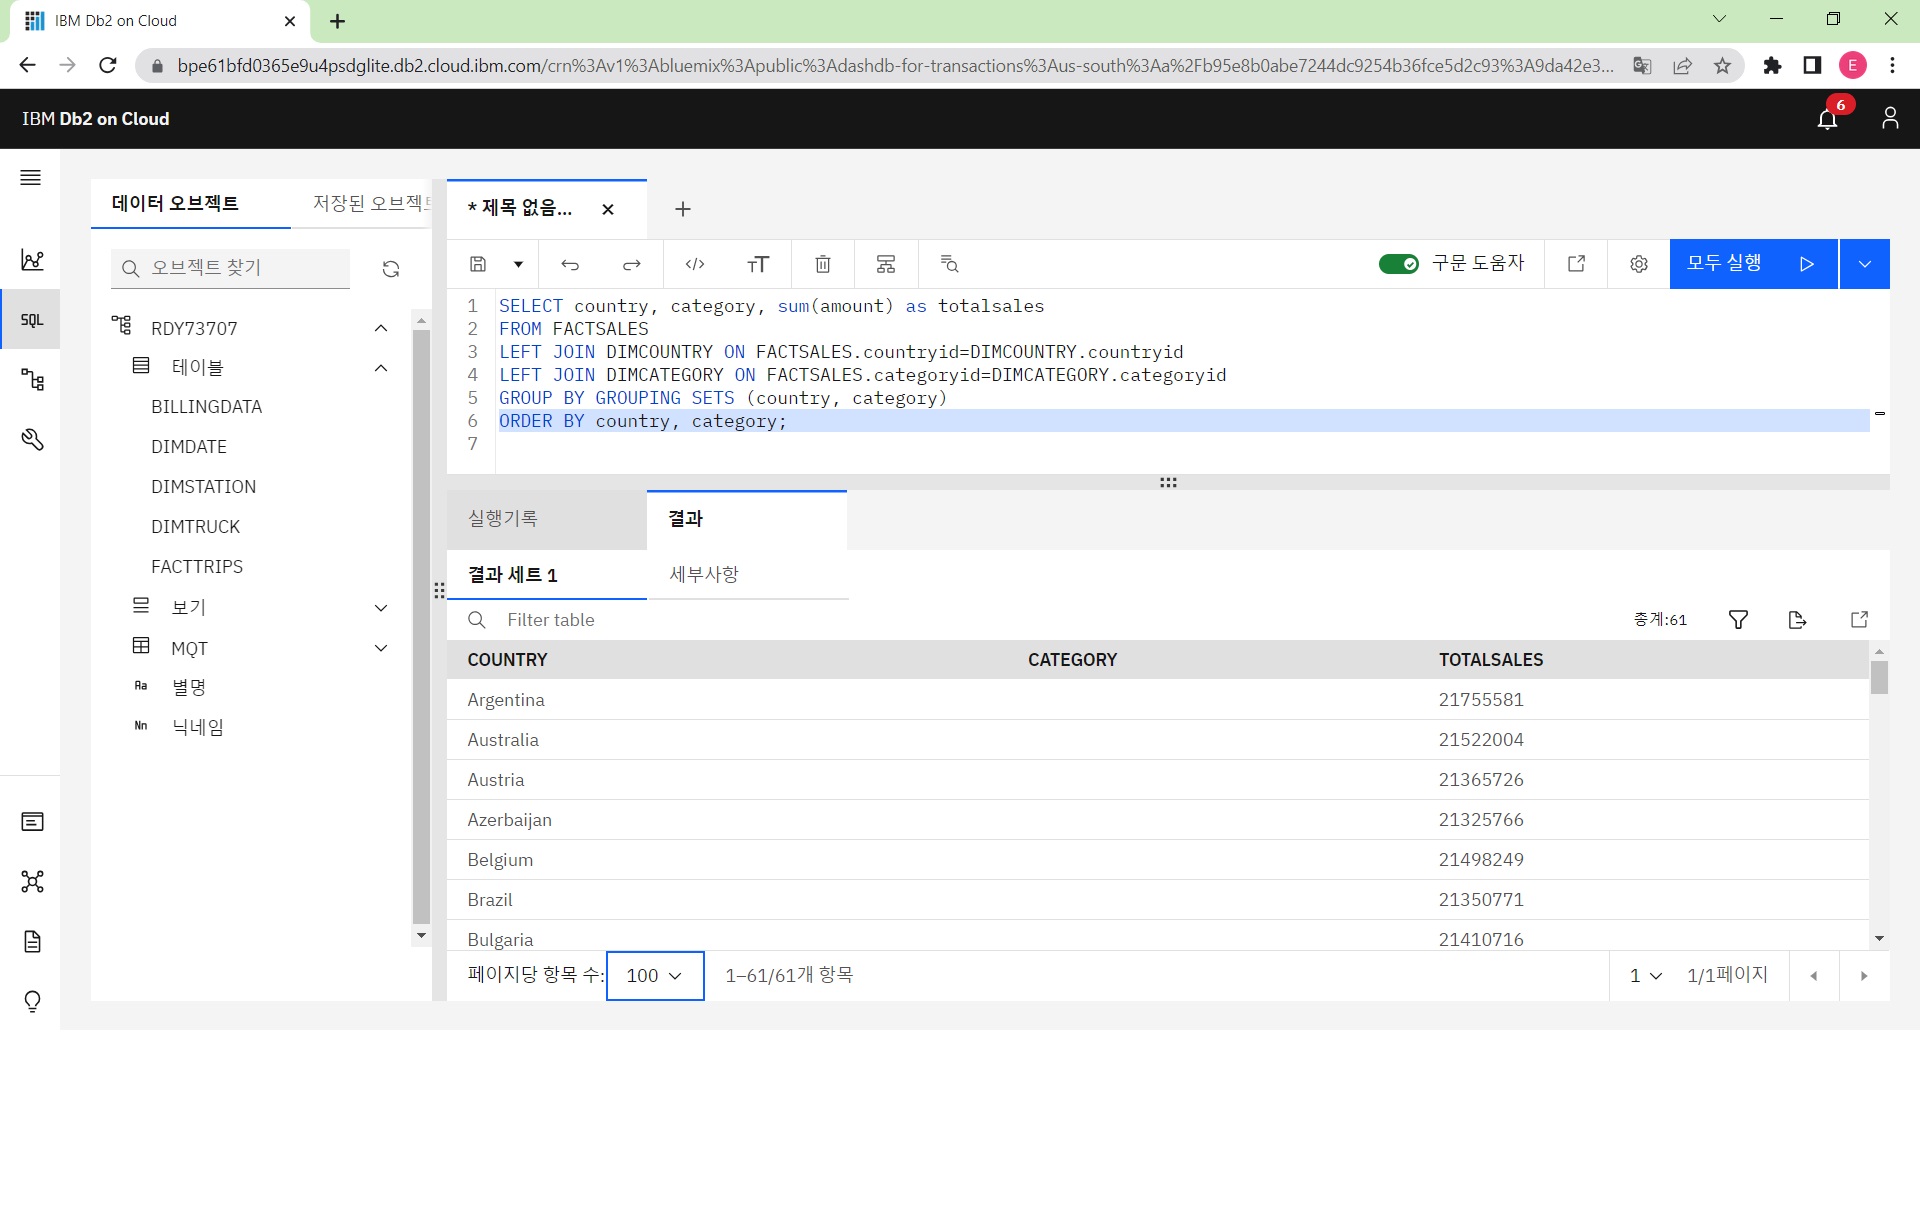 IBM Db2 on Cloud
bpe61bfd0365e9u4psdglite.db2.cloud.ibm.com/crn%3Av1%3Abluemix%3Apublic%3Adashdb-for-transactions%3Aus-south%3Aa%2Fb95e8b0abe7244dc9254b36fce5d2c93%3A9da42e3...
E
IBM Db2 on Cloud
6
데이터 오브젝트
저장된 오브젝트
* 제목 없음...
오브젝트 찾기
구문 도움자
모두 실행
SQL
RDY73707
테이블
BILLINGDATA
DIMDATE
DIMSTATION
DIMTRUCK
FACTTRIPS
보기
MQT
Aa 별명
Nn 닉네임
1 SELECT country, category, sum(amount) as totalsales
2 FROM FACTSALES
3 LEFT JOIN DIMCOUNTRY ON FACTSALES.countryid=DIMCOUNTRY.countryid
4 LEFT JOIN DIMCATEGORY ON FACTSALES.categoryid=DIMCATEGORY.categoryid
5 GROUP BY GROUPING SETS (country, category)
6 ORDER BY country, category;
7
실행기록
결과
결과 세트 1
세부사항
Filter table
총계:61
COUNTRY CATEGORY TOTALSALES
Argentina 21755581
Australia 21522004
Austria 21365726
Azerbaijan 21325766
Belgium 21498249
Brazil 21350771
Bulgaria 21410716
페이지당 항목 수: 100 1–61/61개 항목
1 1/1페이지